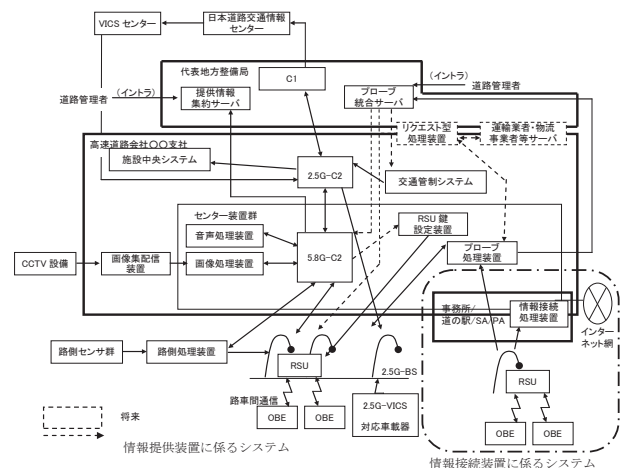 VICS センター
日本道路交通情報
センター
代表地方整備局
C1
(イントラ)
道路管理者
(イントラ)
道路管理者
提供情報
集約サーバ
プローブ
統合サーバ
リクエスト型
処理装置
運輸業者・物流
事業者等サーバ
高速道路会社〇〇支社
施設中央システム
2.5G-C2
交通管制システム
センター装置群
音声処理装置
RSU 鍵
設定装置
5.8G-C2
プローブ
処理装置
CCTV 設備
画像集配信
装置
画像処理装置
事務所/
道の駅/SA/PA
情報接続
処理装置
インター
ネット網
路側センサ群
路側処理装置
RSU
2.5G-BS
RSU
路車間通信
OBE
OBE
2.5G-VICS
対応車載器
OBE
OBE
将来
情報提供装置に係るシステム
情報接続装置に係るシステム